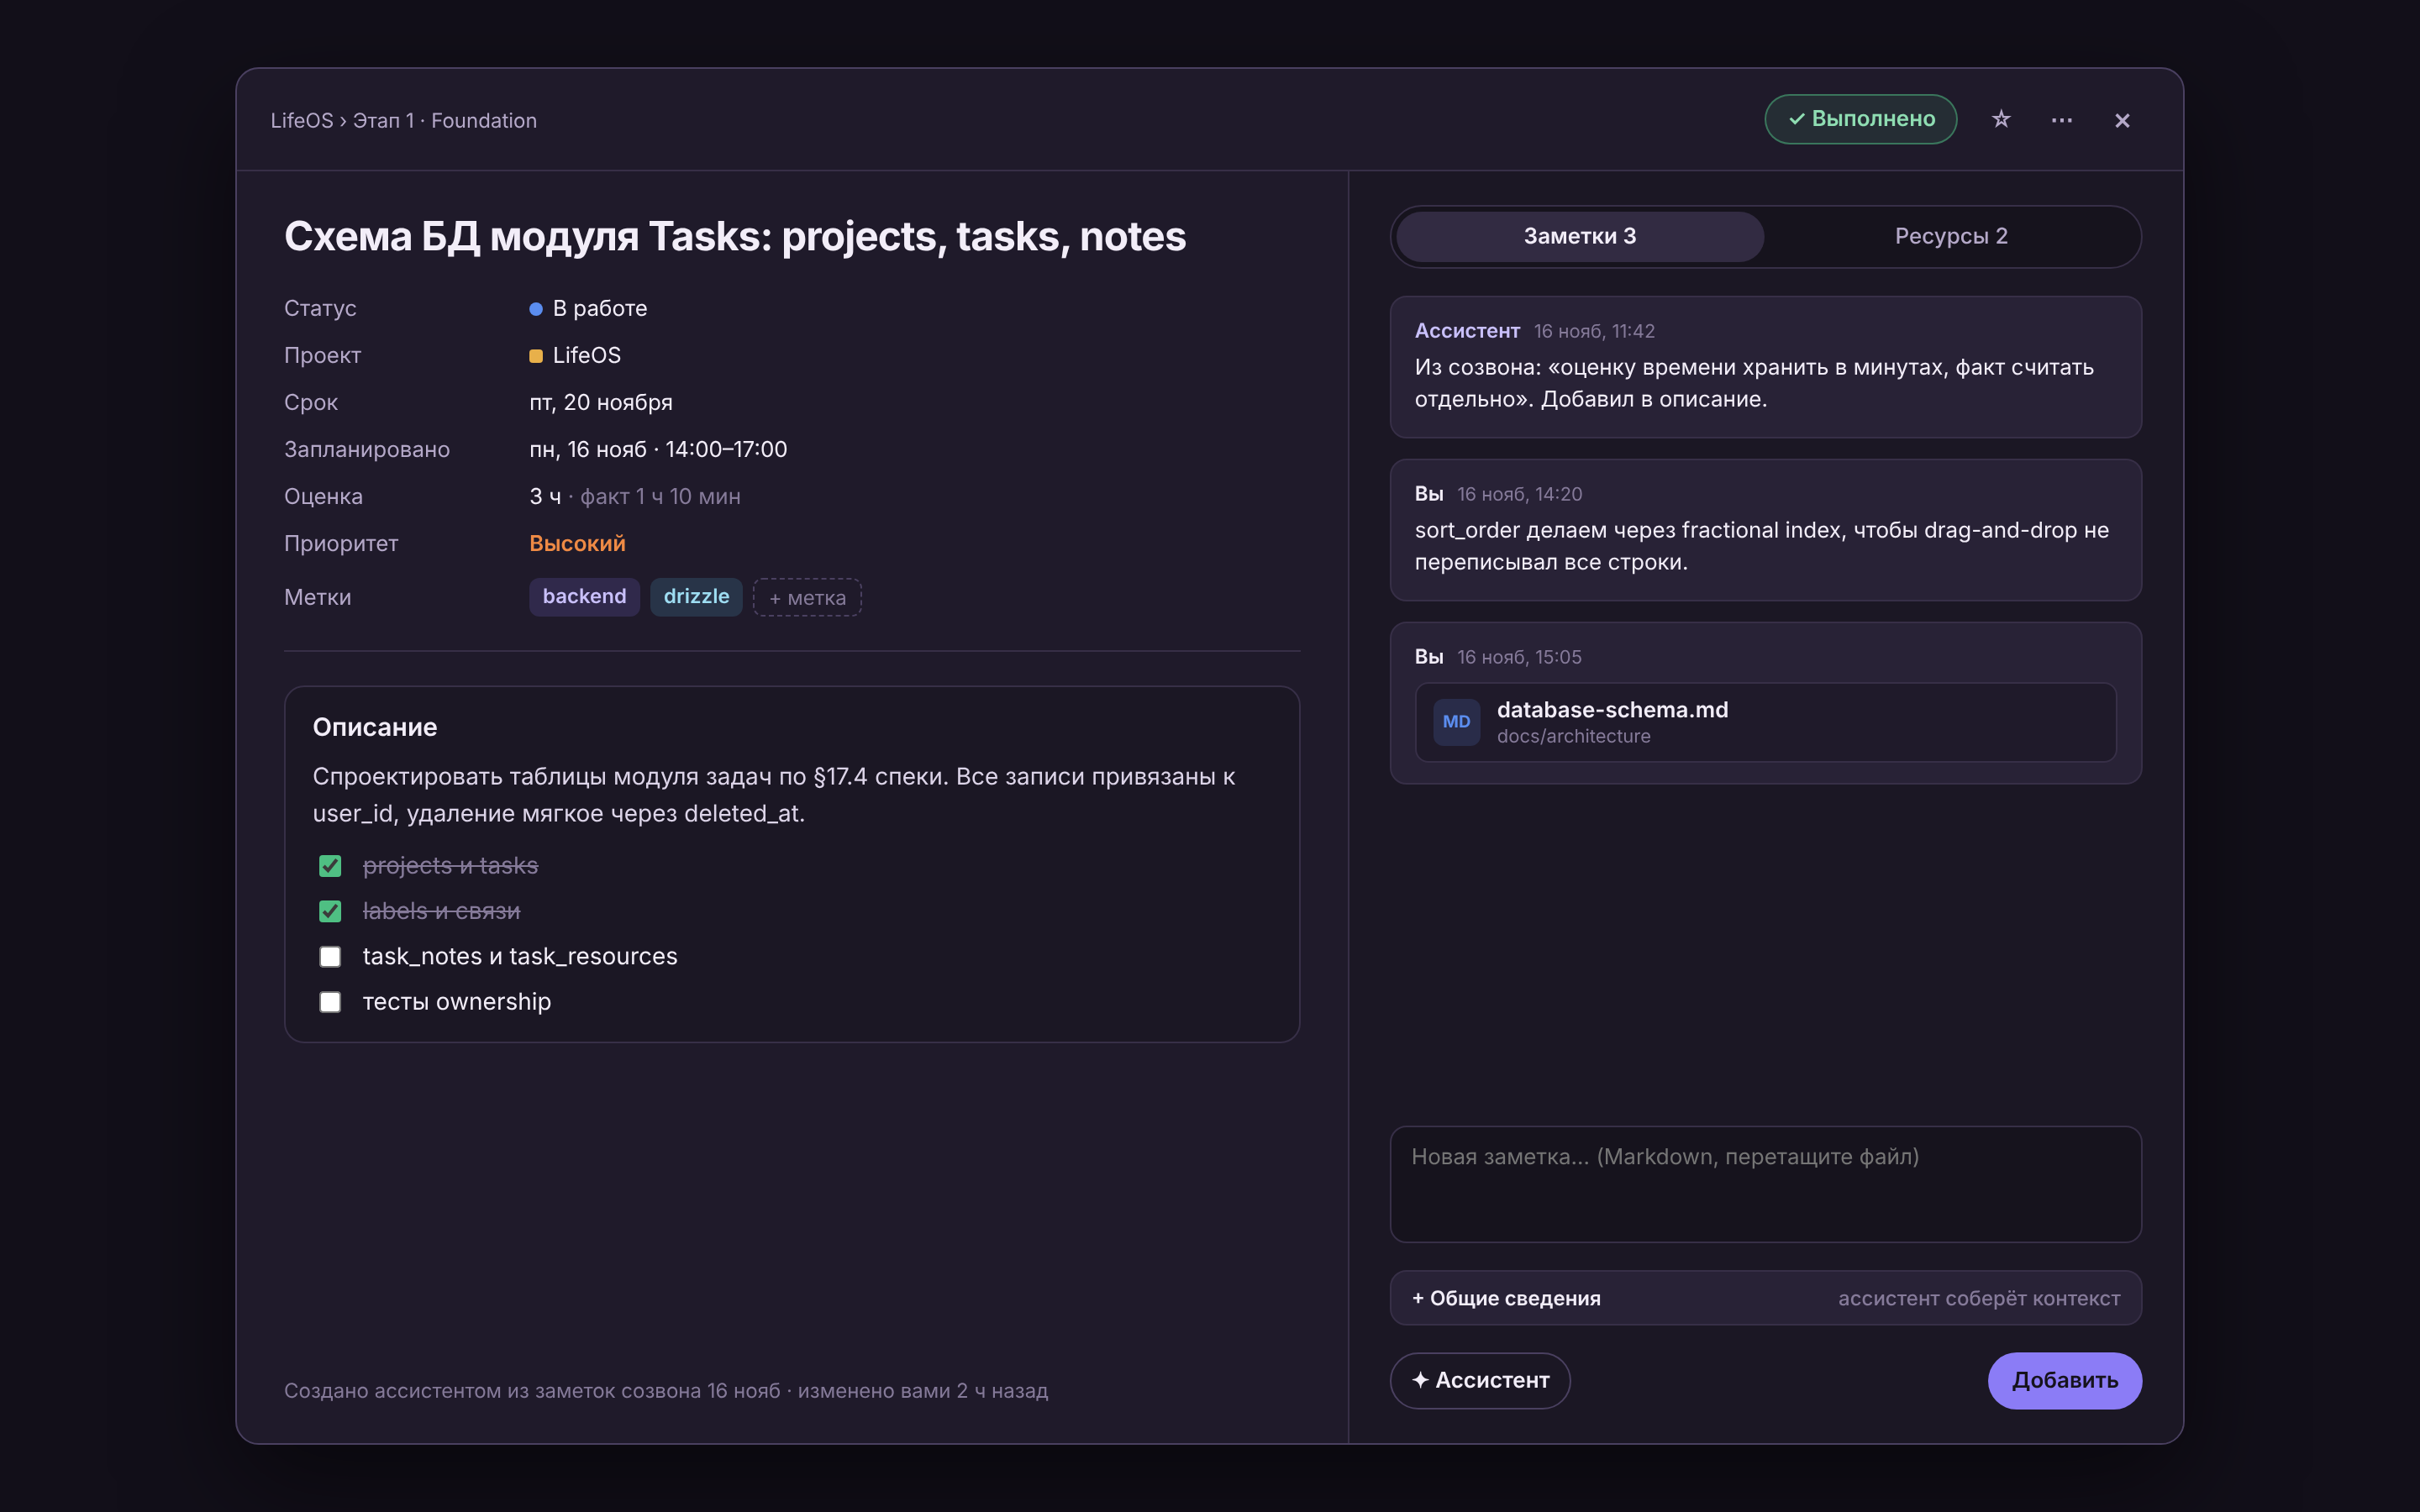 LifeOS › Этап 1 · Foundation
✓ Выполнено
Схема БД модуля Tasks: projects, tasks, notes
Статус В работе
Проект LifeOS
Срок пт, 20 ноября
Запланировано пн, 16 нояб · 14:00–17:00
Оценка 3 ч · факт 1 ч 10 мин
Приоритет Высокий
Метки backend drizzle + метка
Описание
Спроектировать таблицы модуля задач по §17.4 спеки. Все записи привязаны к
user_id, удаление мягкое через deleted_at.
projects и tasks
labels и связи
task_notes и task_resources
тесты ownership
Создано ассистентом из заметок созвона 16 нояб · изменено вами 2 ч назад
Заметки 3 Ресурсы 2
Ассистент 16 нояб, 11:42
Из созвона: «оценку времени хранить в минутах, факт считать
отдельно». Добавил в описание.
Вы 16 нояб, 14:20
sort_order делаем через fractional index, чтобы drag-and-drop не
переписывал все строки.
Вы 16 нояб, 15:05
MD database-schema.md
docs/architecture
Новая заметка... (Markdown, перетащите файл)
+ Общие сведения ассистент соберёт контекст
✦ Ассистент Добавить